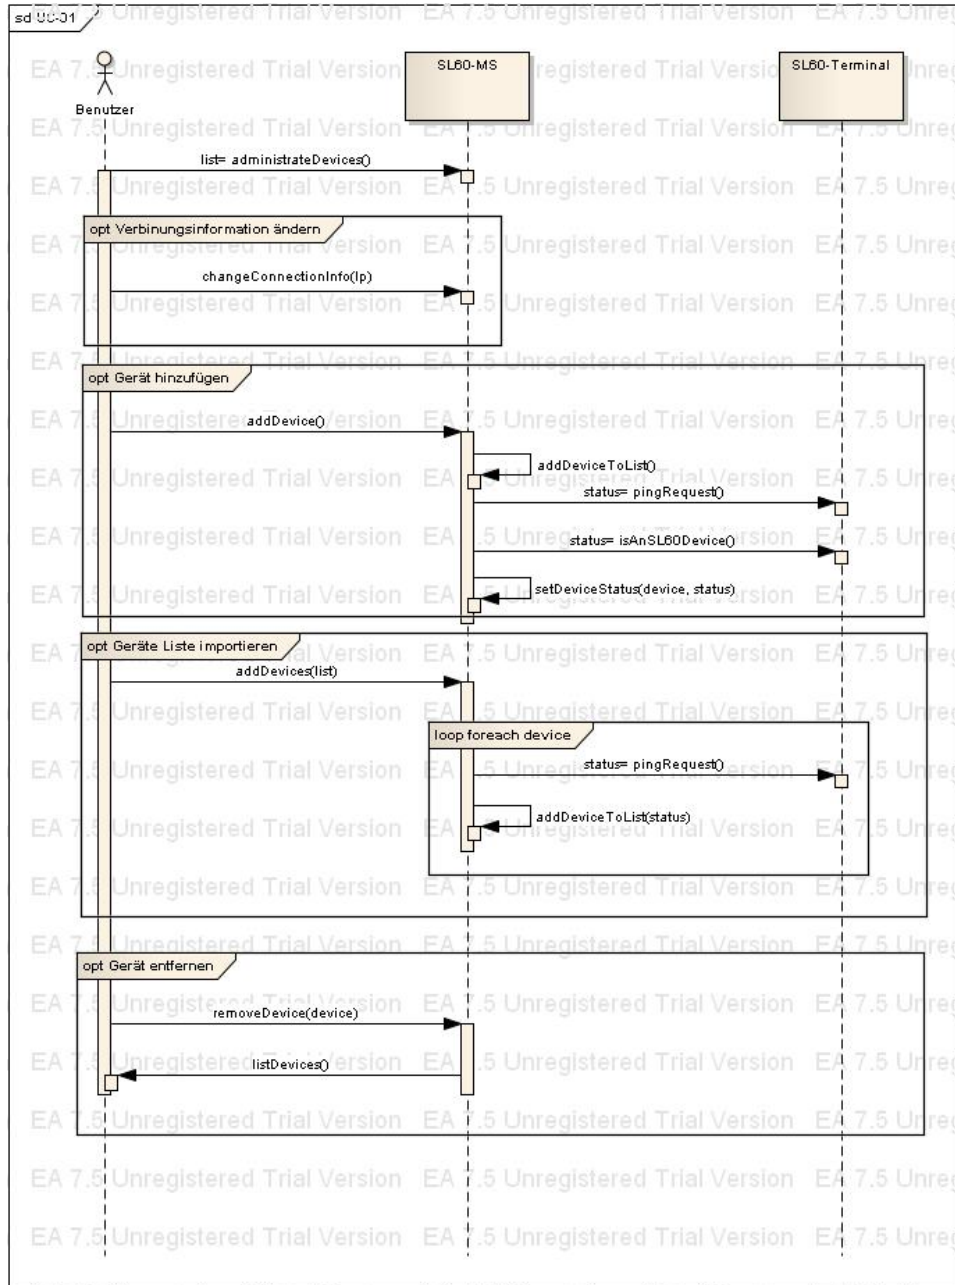 sd UC-01
Benutzer
SL60-MS
SL60-Terminal
list= administrateDevices()
opt Verbinungsinformation ändern
changeConnectionInfo(Ip)
opt Gerät hinzufügen
addDevice()
addDeviceToList()
status= pingRequest()
status= isAnSL60Device()
setDeviceStatus(device, status)
opt Geräte Liste importieren
addDevices(list)
loop foreach device
status= pingRequest()
addDeviceToList(status)
opt Gerät entfernen
removeDevice(device)
listDevices()
EA 7.5 Unregistered Trial Version